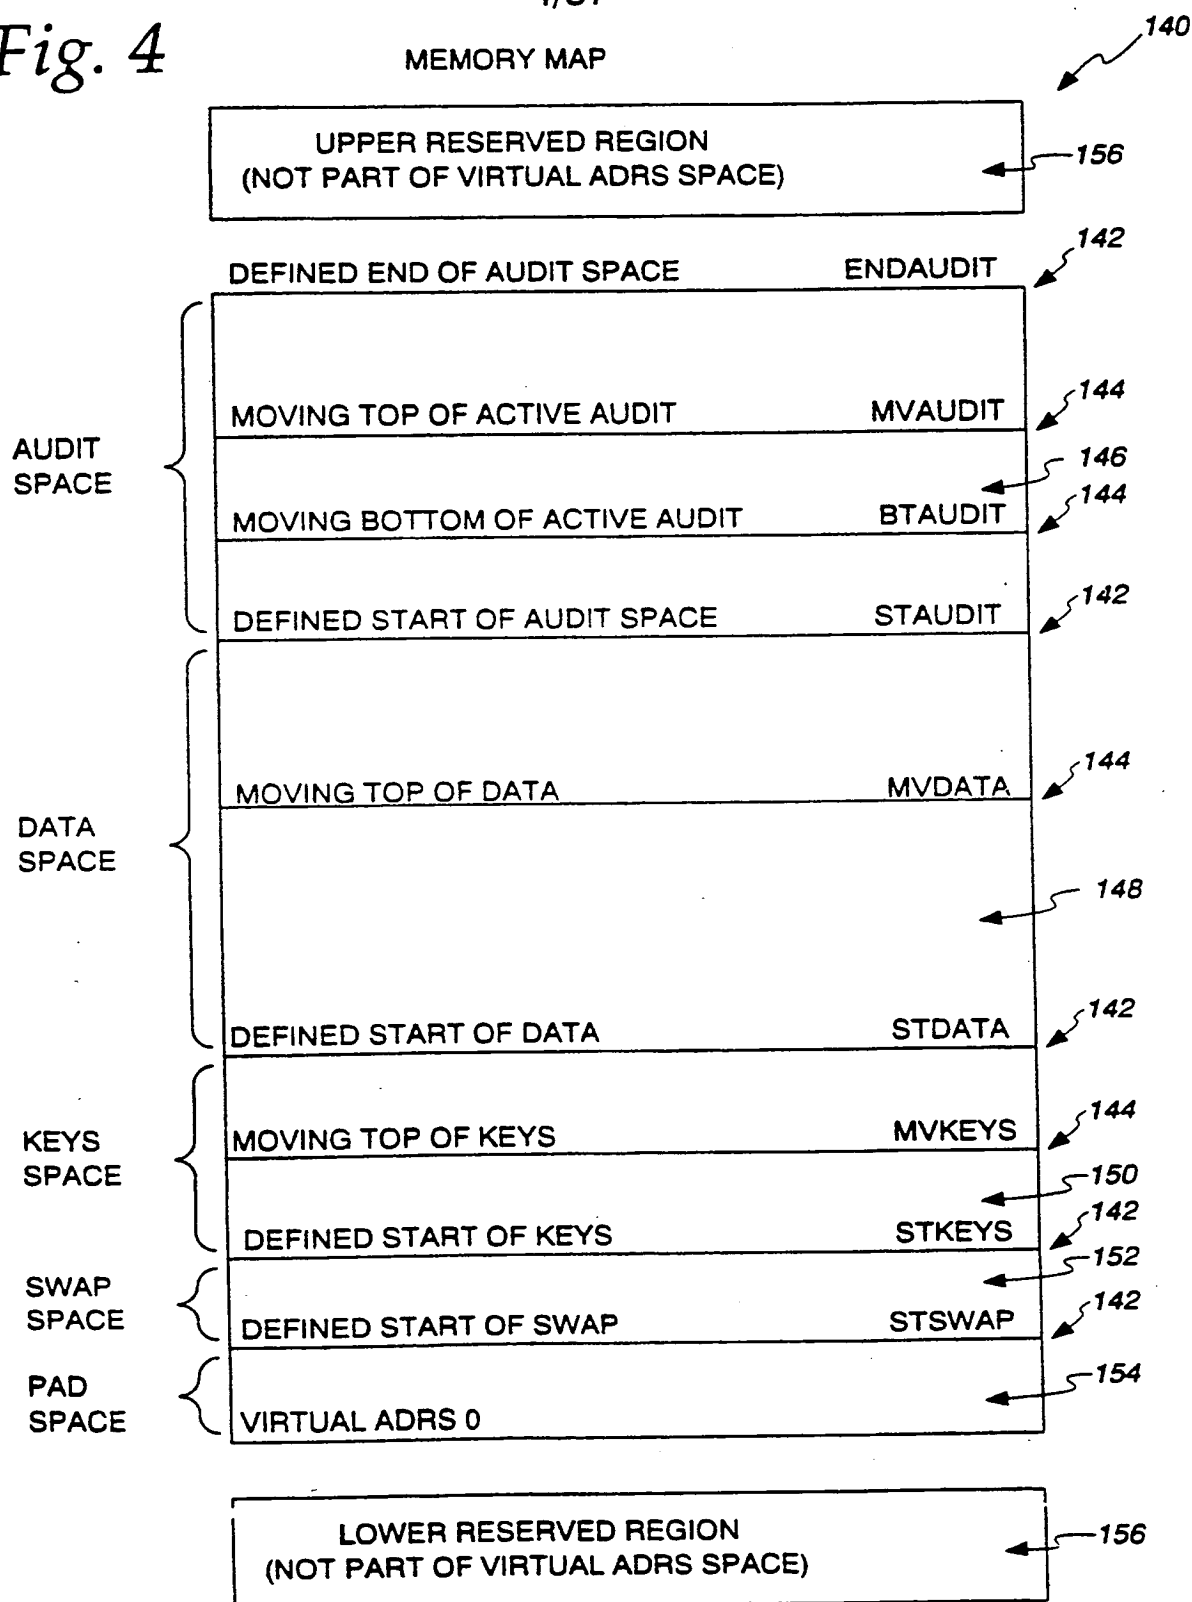 Fig. 4
MEMORY MAP
140
UPPER RESERVED REGION
(NOT PART OF VIRTUAL ADRS SPACE)
156
142
DEFINED END OF AUDIT SPACE ENDAUDIT
144
MOVING TOP OF ACTIVE AUDIT MVAUDIT
AUDIT
SPACE
146
144
MOVING BOTTOM OF ACTIVE AUDIT BTAUDIT
142
DEFINED START OF AUDIT SPACE STAUDIT
144
MOVING TOP OF DATA MVDATA
DATA
SPACE
148
142
DEFINED START OF DATA STDATA
144
MOVING TOP OF KEYS MVKEYS
KEYS
SPACE
150
142
DEFINED START OF KEYS STKEYS
152
SWAP
SPACE
142
DEFINED START OF SWAP STSWAP
154
PAD
SPACE
VIRTUAL ADRS 0
LOWER RESERVED REGION
(NOT PART OF VIRTUAL ADRS SPACE)
156